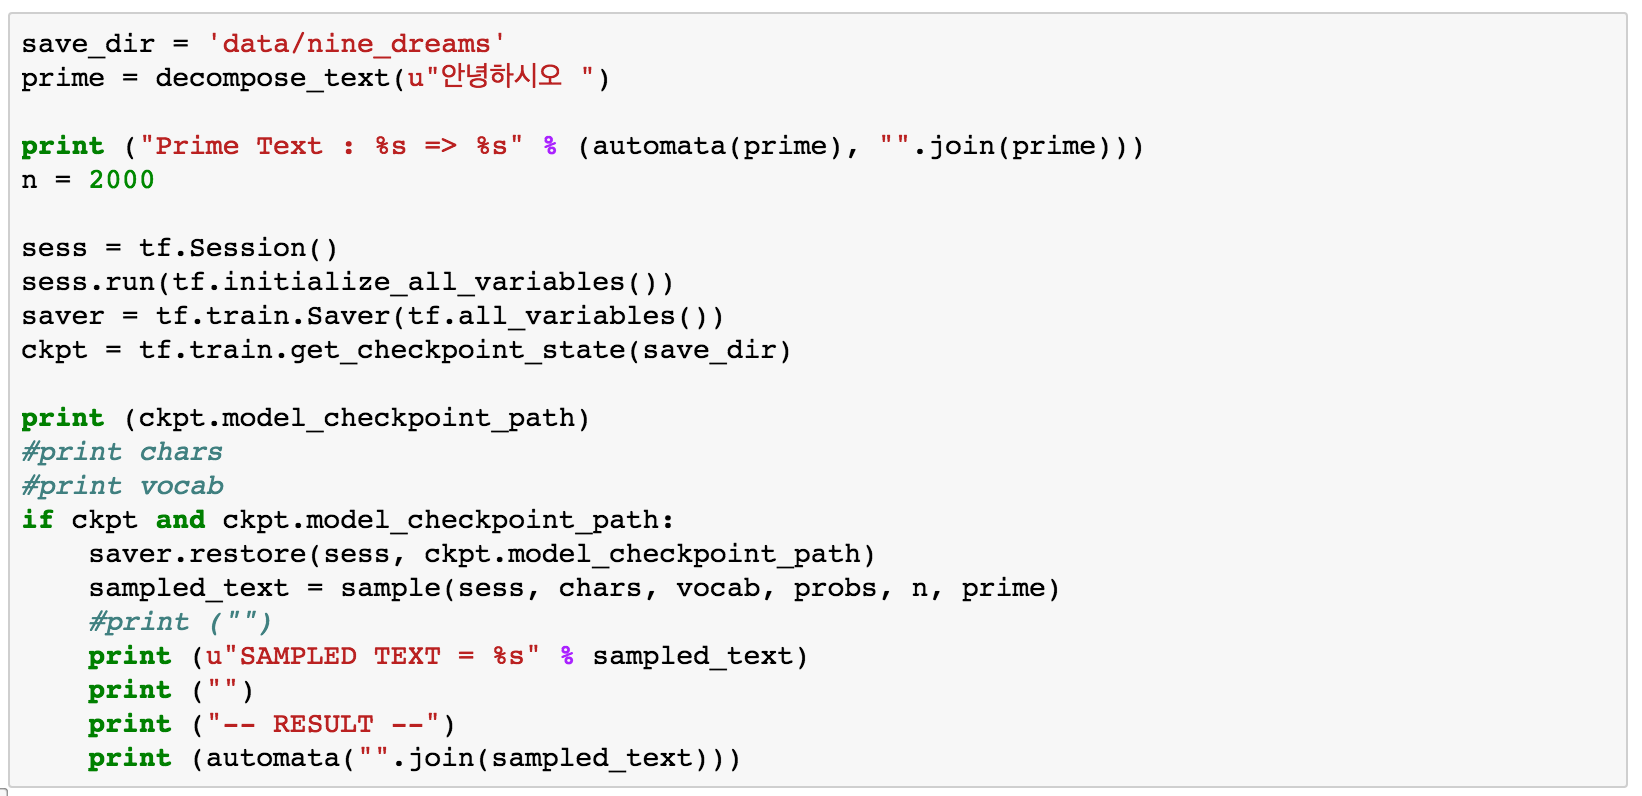 save_dir = 'data/nine_dreams'
prime = decompose_text(u"안녕하시오 ")
print ("Prime Text : %s => %s" % (automata(prime), "".join(prime)))
n = 2000
sess = tf.Session()
sess.run(tf.initialize_all_variables())
saver = tf.train.Saver(tf.all_variables())
ckpt = tf.train.get_checkpoint_state(save_dir)
print (ckpt.model_checkpoint_path)
#print chars
#print vocab
if ckpt and ckpt.model_checkpoint_path:
    saver.restore(sess, ckpt.model_checkpoint_path)
    sampled_text = sample(sess, chars, vocab, probs, n, prime)
    #print ("")
    print (u"SAMPLED TEXT = %s" % sampled_text)
    print ("")
    print ("-- RESULT --")
    print (automata("".join(sampled_text)))